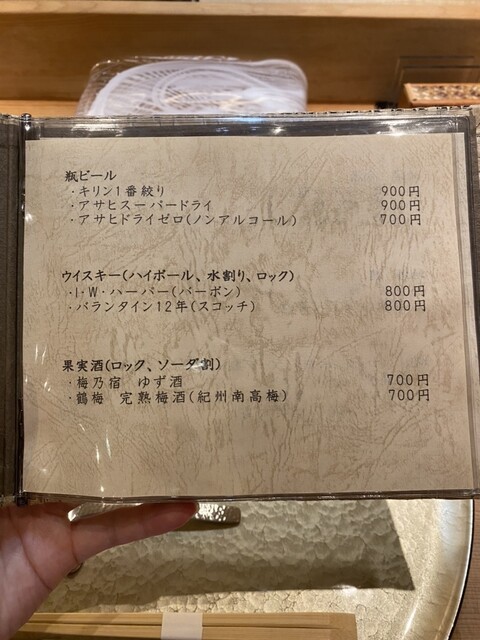 瓶ビール
・キリン1番絞り 900円
・アサヒスーパードライ 900円
・アサヒドライゼロ(ノンアルコール) 700円
ウイスキー(ハイボール、水割り、ロック)
・I・W・ハーパー(バーボン) 800円
・バランタイン12年(スコッチ) 800円
果実酒(ロック、ソーダ割)
・梅乃宿 ゆず酒 700円
・鶴梅 完熟梅酒(紀州南高梅) 700円